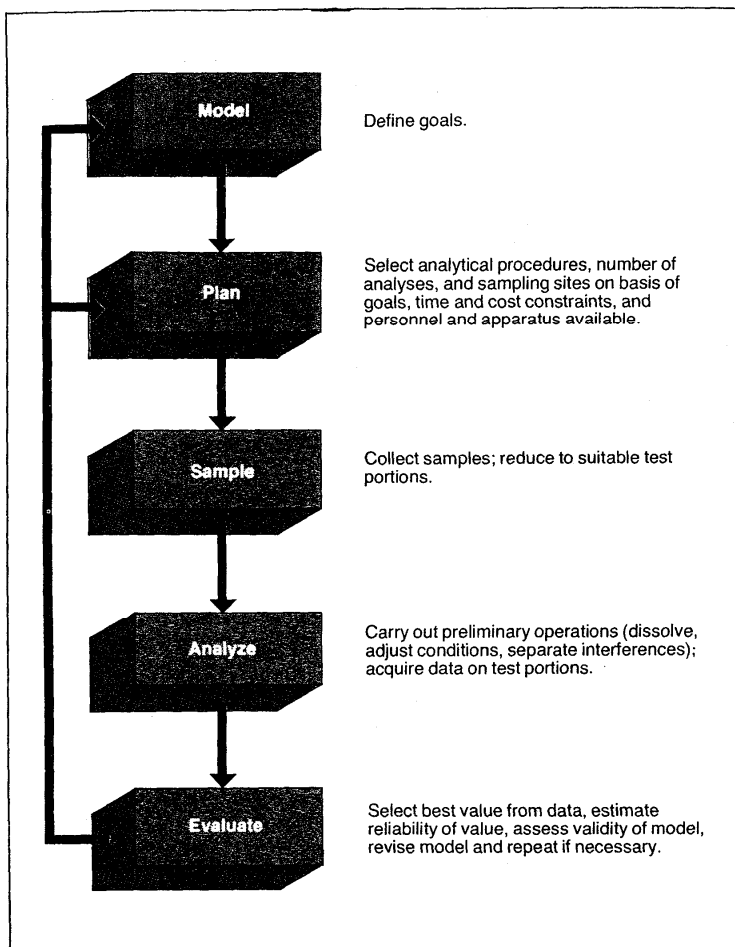 Model
Define goals.
Plan
Select analytical procedures, number of
analyses, and sampling sites on basis of
goals, time and cost constraints, and
personnel and apparatus available.
Sample
Collect samples; reduce to suitable test
portions.
Analyze
Carry out preliminary operations (dissolve,
adjust conditions, separate interferences);
acquire data on test portions.
Evaluate
Select best value from data, estimate
reliability of value, assess validity of model,
revise model and repeat if necessary.